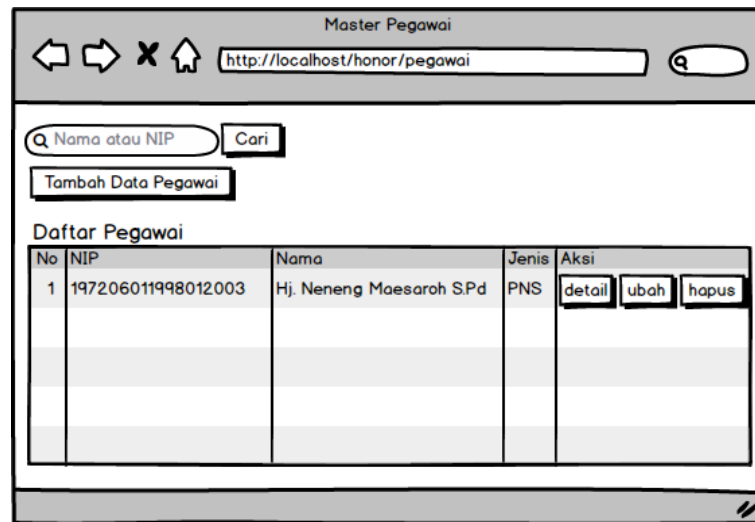 Master Pegawai
http://localhost/honor/pegawai
Nama atau NIP Cari
Tambah Data Pegawai
Daftar Pegawai
No NIP Nama Jenis Aksi
1 197206011998012003 Hj. Neneng Maesaroh S.Pd PNS detail ubah hapus